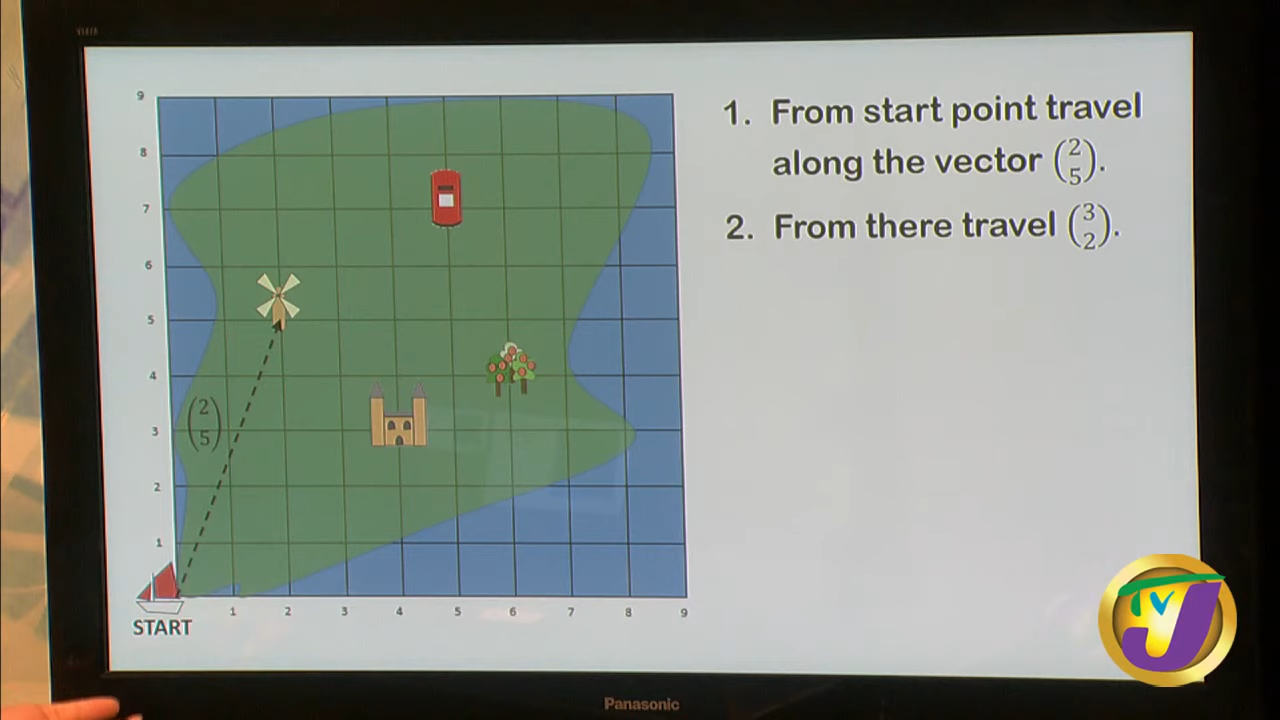 VIERA
9
8
7
6
5
4
3
2
1
(2
5)
START
1 2 3 4 5 6 7 8 9
1. From start point travel
along the vector (2
5).
2. From there travel (3
2).
TVJ
Panasonic